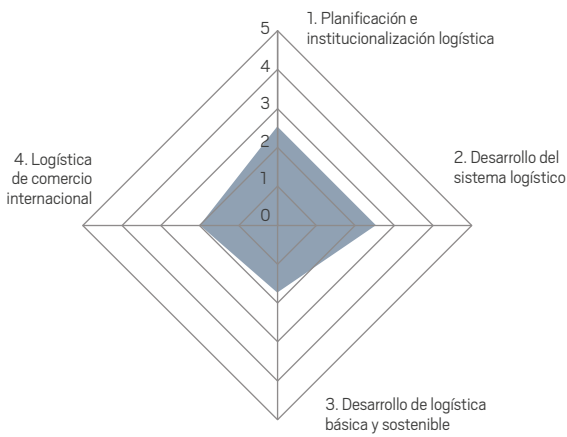 1. Planificación e
institucionalización logística
5
4
3
2
1
0
2. Desarrollo del
sistema logístico
3. Desarrollo de logística
básica y sostenible
4. Logística
de comercio
internacional